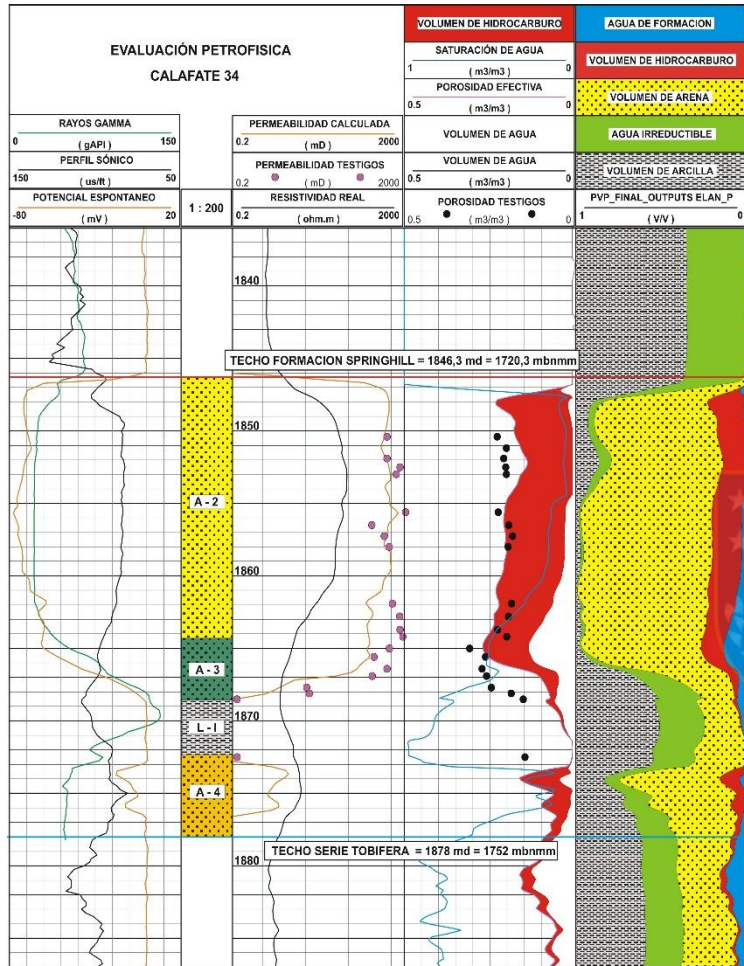 EVALUACIÓN PETROFISICA
CALAFATE 34
RAYOS GAMMA
0 ( gAPI ) 150
PERFIL SÓNICO
150 ( us/ft ) 50
POTENCIAL ESPONTANEO
-80 ( mV ) 20
1 : 200
PERMEABILIDAD CALCULADA
0.2 ( mD ) 2000
PERMEABILIDAD TESTIGOS
0.2 ( mD ) 2000
RESISTIVIDAD REAL
0.2 ( ohm.m ) 2000
VOLUMEN DE HIDROCARBURO
SATURACIÓN DE AGUA
1 ( m3/m3 ) 0
POROSIDAD EFECTIVA
0.5 ( m3/m3 ) 0
VOLUMEN DE AGUA
VOLUMEN DE AGUA
0.5 ( m3/m3 ) 0
POROSIDAD TESTIGOS
0.5 ( m3/m3 ) 0
AGUA DE FORMACION
VOLUMEN DE HIDROCARBURO
VOLUMEN DE ARENA
AGUA IRREDUCTIBLE
VOLUMEN DE ARCILLA
PVP_FINAL_OUTPUTS ELAN_P
1 ( V/V ) 0
1840
TECHO FORMACION SPRINGHILL = 1846,3 md = 1720,3 mbnmm
1850
A - 2
1860
A - 3
1870
L - I
A - 4
TECHO SERIE TOBIFERA = 1878 md = 1752 mbnmm
1880